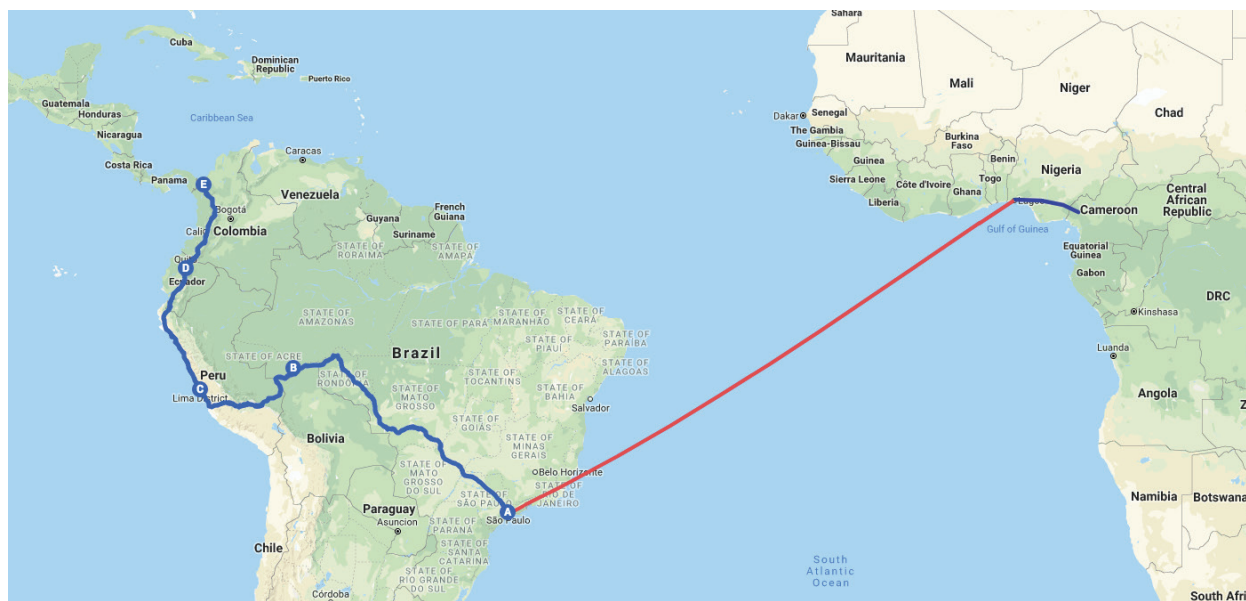 Sahara
Cuba
Dominican
Republic
Puerto Rico
Mauritania
Mali
Niger
Chad
Guatemala
Honduras
Nicaragua
Costa Rica
Panama
Caribbean Sea
Caracas
Venezuela
Dakar
Senegal
The Gambia
Guinea-Bissau
Guinea
Sierra Leone
Liberia
Burkina
Faso
Benin
Togo
Côte d'Ivoire
Ghana
Nigeria
Cameroon
Central
African
Republic
E
Bogotá
Colombia
Guyana
Suriname
French
Guiana
STATE OF
RORAIMA
STATE OF
AMAPÁ
Gulf of Guinea
Equatorial
Guinea
Gabon
DRC
Kinshasa
Luanda
Angola
D
Ecuador
STATE OF
AMAZONAS
STATE OF PARÁ
STATE OF
MARANHÃO
STATE OF
CEARÁ
STATE OF
PIAUÍ
STATE OF
PARAÍBA
STATE OF
ALAGOAS
Brazil
STATE OF ACRE
B
STATE OF
RONDÔNIA
STATE OF
MATO
GROSSO
STATE OF
TOCANTINS
STATE OF
BAHIA
Salvador
Peru
C
Lima District
Bolivia
STATE OF
GOIÁS
STATE OF
MINAS
GERAIS
STATE OF
MATO
GROSSO
DO SUL
Belo Horizonte
STATE OF
RIO DE
JANEIRO
STATE OF
SÃO PAULO
A
São Paulo
Paraguay
Asuncion
STATE OF
PARANÁ
STATE OF
SANTA
CATARINA
STATE OF
RIO GRANDE
DO SUL
Chile
Córdoba
South
Atlantic
Ocean
Namibia
Botswana
South Afri
Z